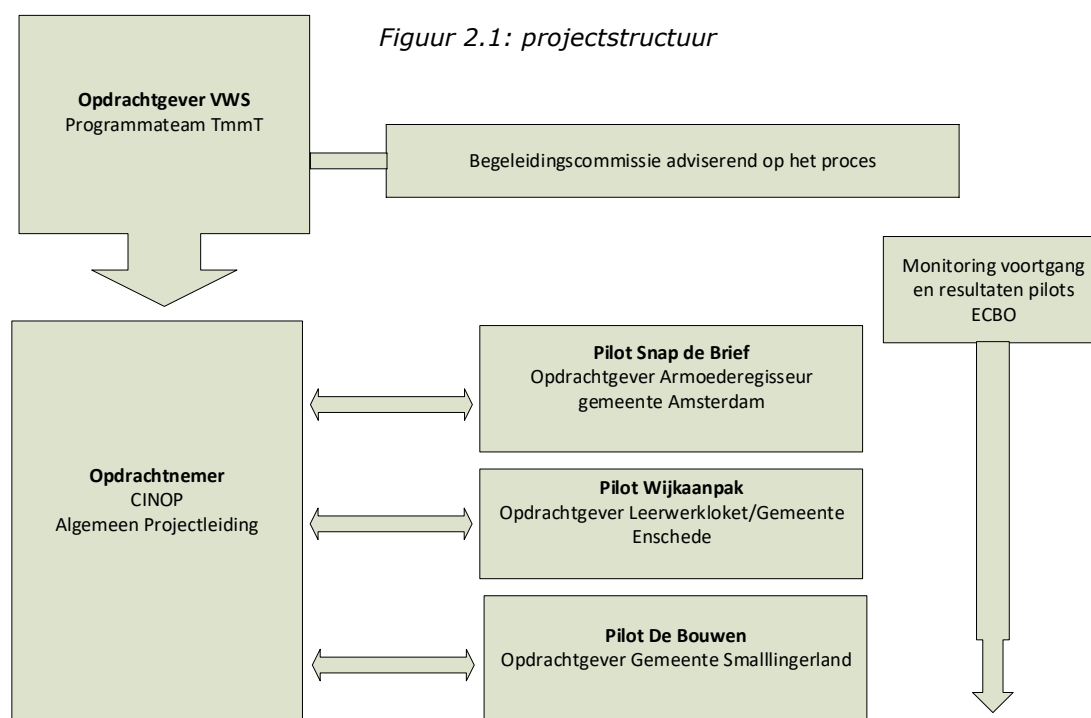 Figuur 2.1: projectstructuur
Opdrachtgever VWS
Programmateam TmmT
Begeleidingscommissie adviserend op het proces
Monitoring voortgang
en resultaten pilots
ECBO
Opdrachtnemer
CINOP
Algemeen Projectleiding
Pilot Snap de Brief
Opdrachtgever Armoederegisseur
gemeente Amsterdam
Pilot Wijkaanpak
Opdrachtgever Leerwerkloket/Gemeente
Enschede
Pilot De Bouwen
Opdrachtgever Gemeente Smalllingerland